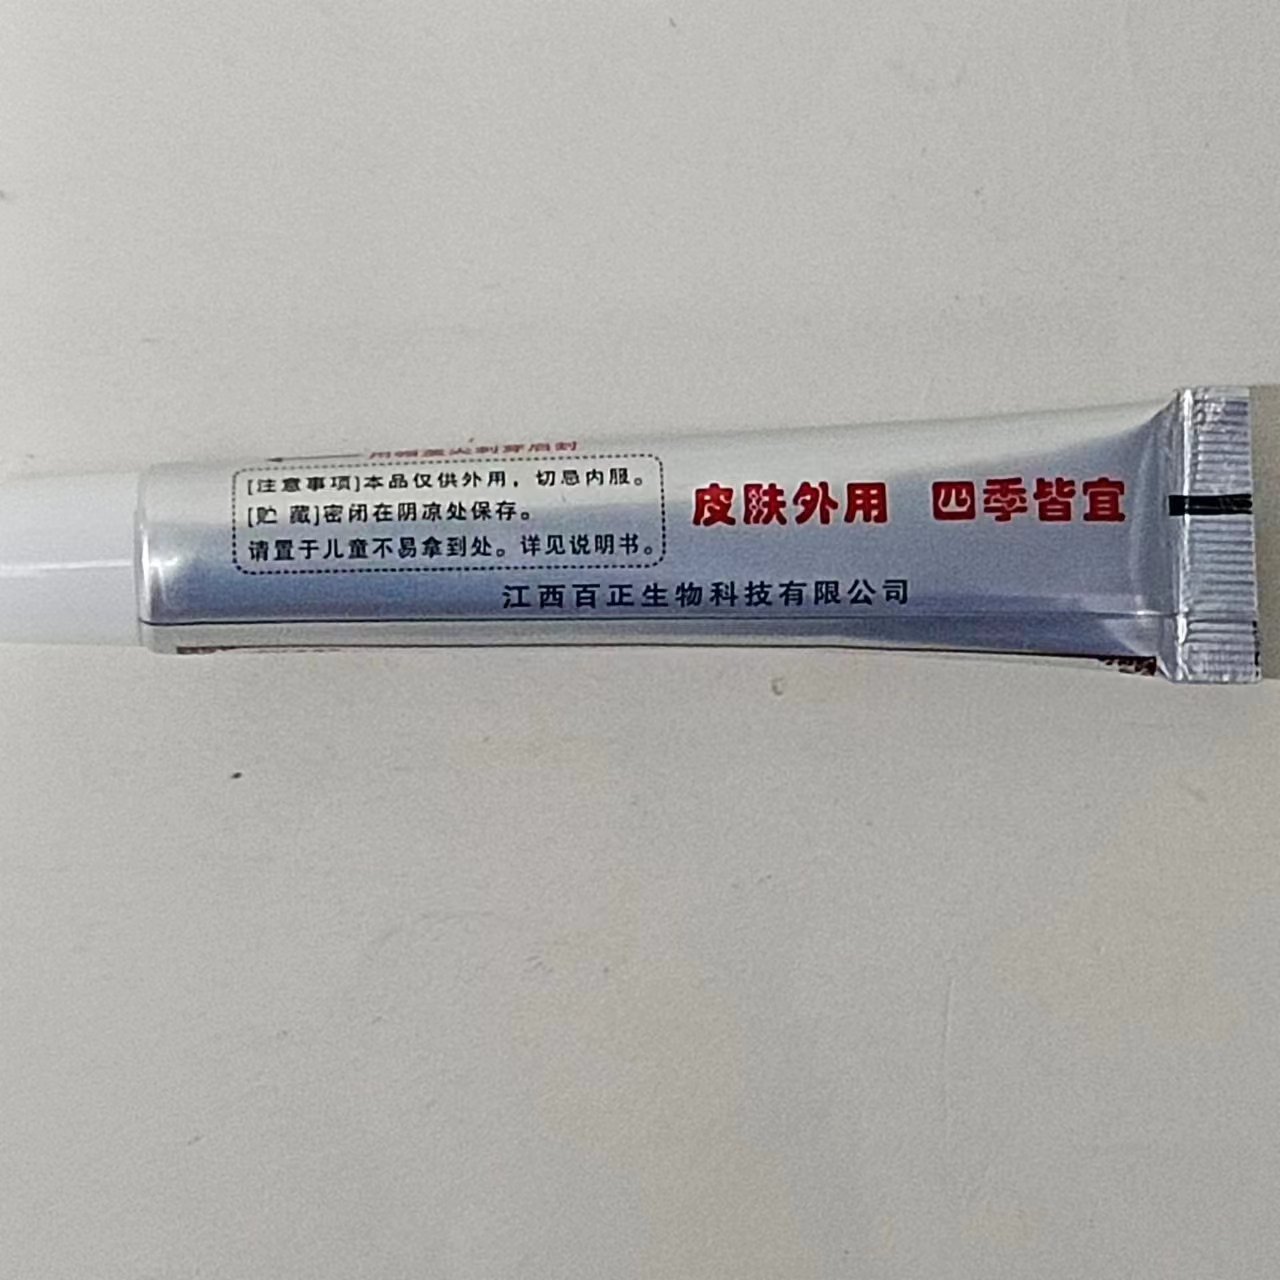 [注意事项]本品仅供外用，切忌内服。
[贮 藏]密闭在阴凉处保存。
请置于儿童不易拿到处。详见说明书。
皮肤外用 四季皆宜
江西百正生物科技有限公司